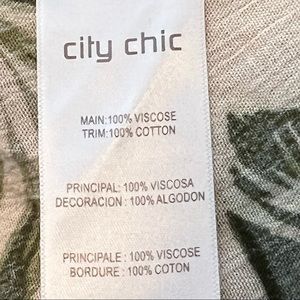 city chic
MAIN:100% VISCOSE
TRIM:100% COTTON
PRINCIPAL: 100% VISCOSA
DECORACION : 100% ALGODON
PRINCIPALE : 100% VISCOSE
BORDURE : 100% COTON